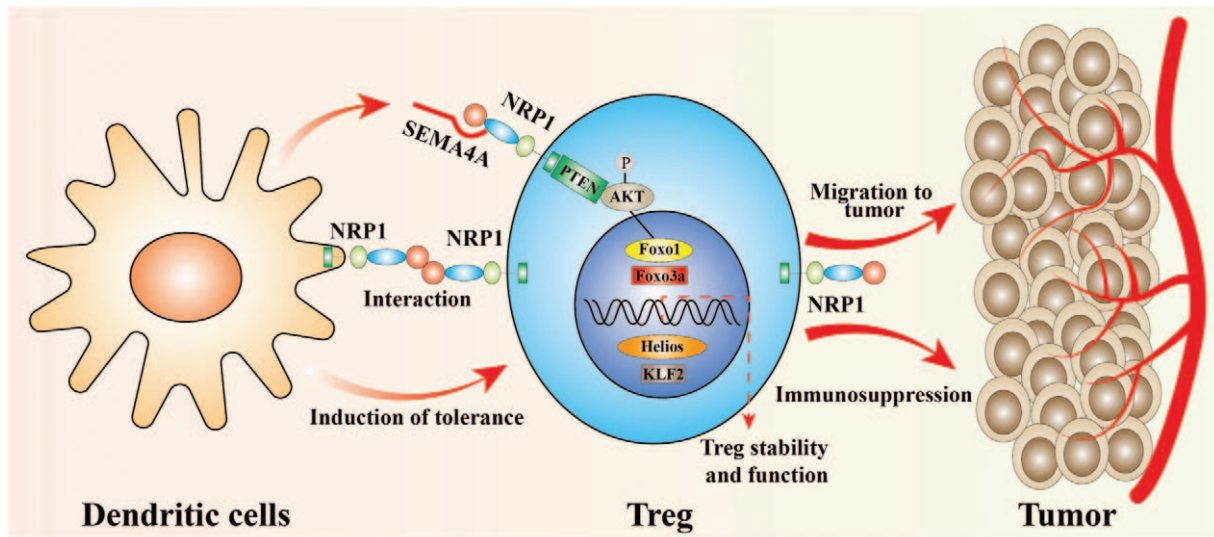 NRP1
SEMA4A
PTEN
P
AKT
NRP1
NRP1
Interaction
Foxo1
Foxo3a
Helios
KLF2
Migration to
tumor
NRP1
Immunosuppression
Induction of tolerance
Treg stability
and function
Dendritic cells
Treg
Tumor